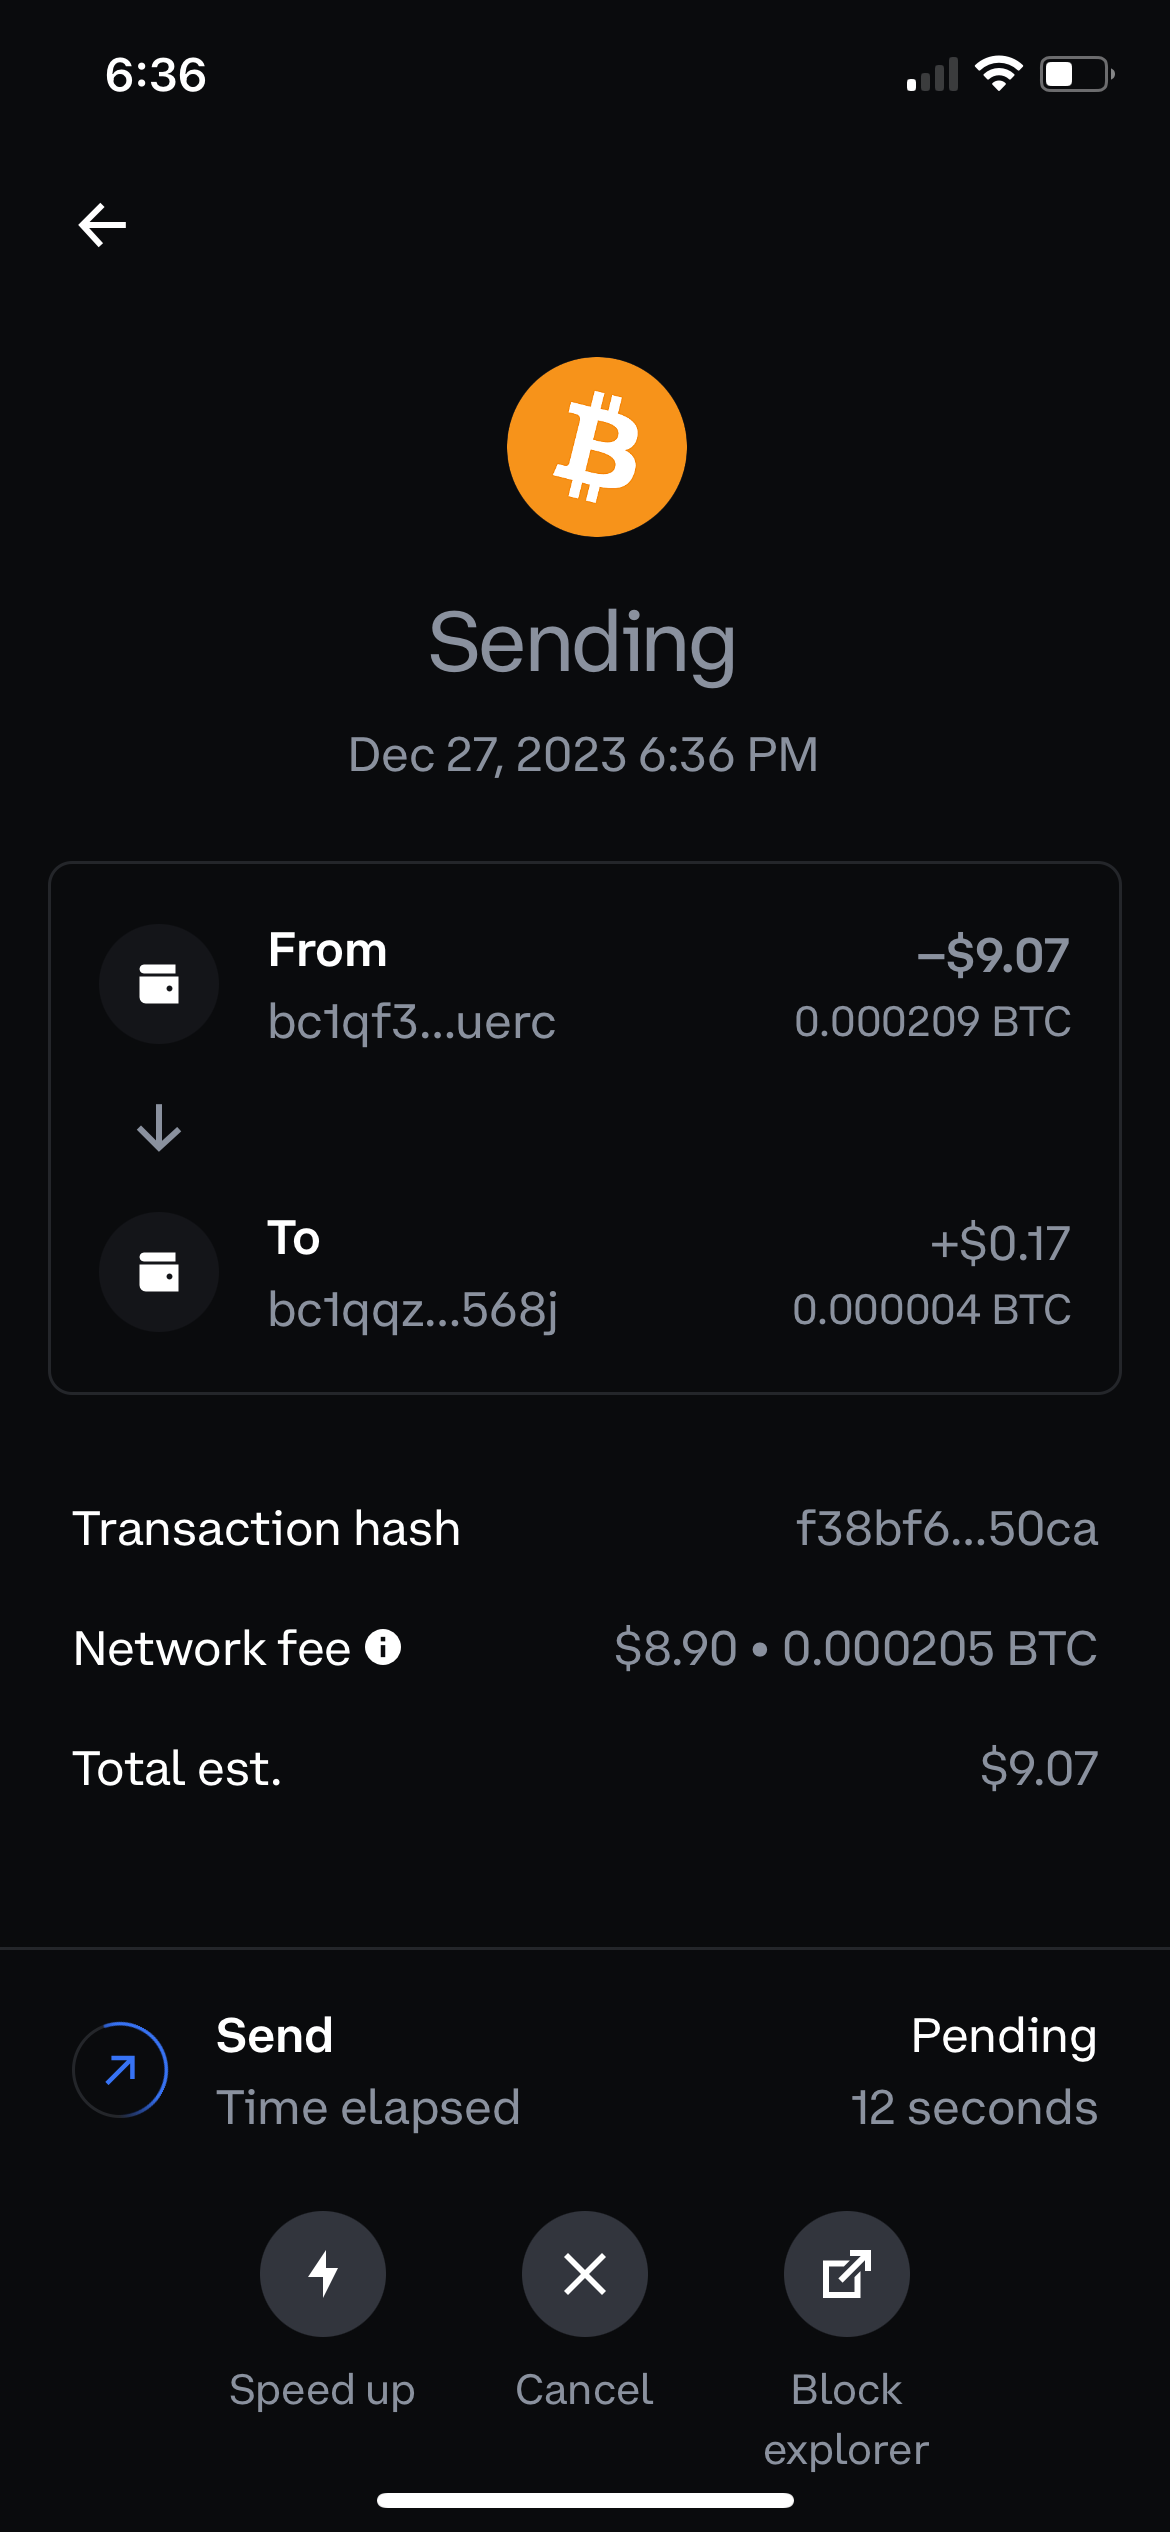 6:36
Sending
Dec 27, 2023 6:36 PM
From
–$9.07
bc1qf3...uerc
0.000209 BTC
To
+$0.17
bc1qqz...568j
0.000004 BTC
Transaction hash
f38bf6...50ca
Network fee
$8.90 • 0.000205 BTC
Total est.
$9.07
Send
Pending
Time elapsed
12 seconds
Speed up
Cancel
Block
explorer